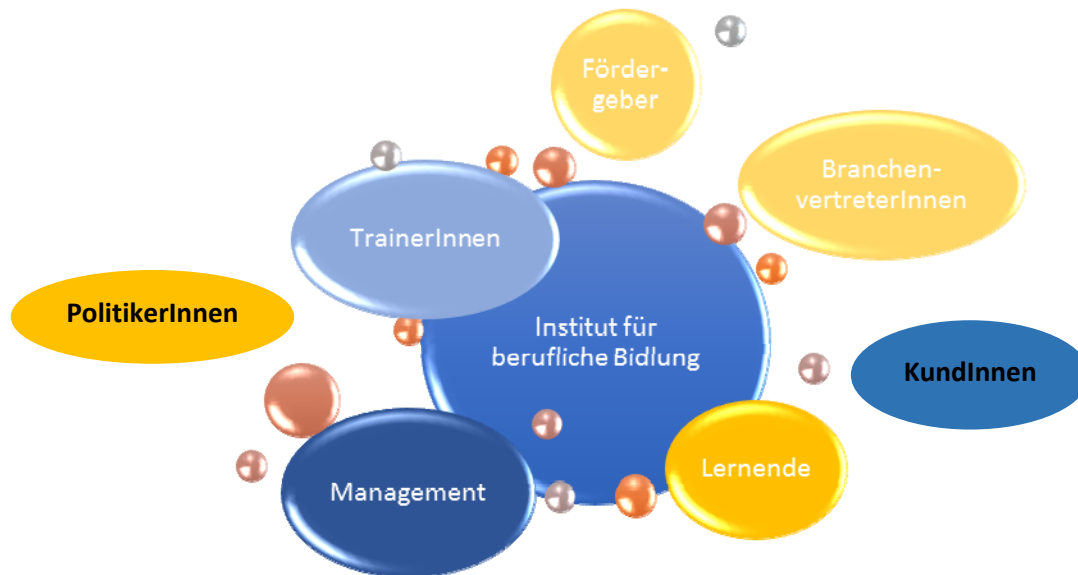 Förder-
geber
Branchen-
vertreterInnen
TrainerInnen
PolitikerInnen
Institut für
berufliche Bidlung
KundInnen
Lernende
Management